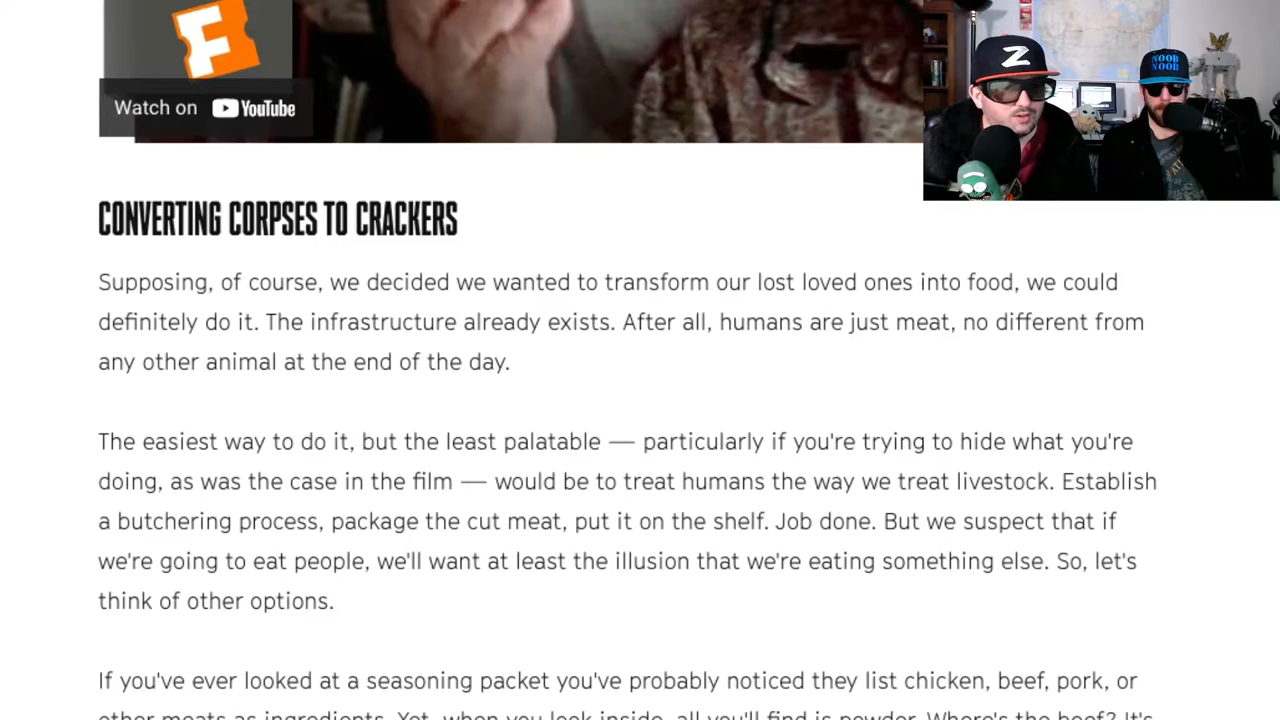 F
Watch on YouTube
Z
NOOB
NOOB
CONVERTING CORPSES TO CRACKERS
Supposing, of course, we decided we wanted to transform our lost loved ones into food, we could
definitely do it. The infrastructure already exists. After all, humans are just meat, no different from
any other animal at the end of the day.
The easiest way to do it, but the least palatable — particularly if you're trying to hide what you're
doing, as was the case in the film — would be to treat humans the way we treat livestock. Establish
a butchering process, package the cut meat, put it on the shelf. Job done. But we suspect that if
we're going to eat people, we'll want at least the illusion that we're eating something else. So, let's
think of other options.
If you've ever looked at a seasoning packet you've probably noticed they list chicken, beef, pork, or
other meats as ingredients. Yet, when you look inside, all you'll find is powder. Where's the beef? It's